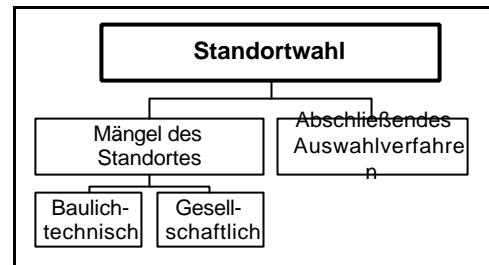 Standortwahl
Mängel des
Standortes
Abschließendes
Auswahlverfahre
n
Baulich-
technisch
Gesell-
schaftlich